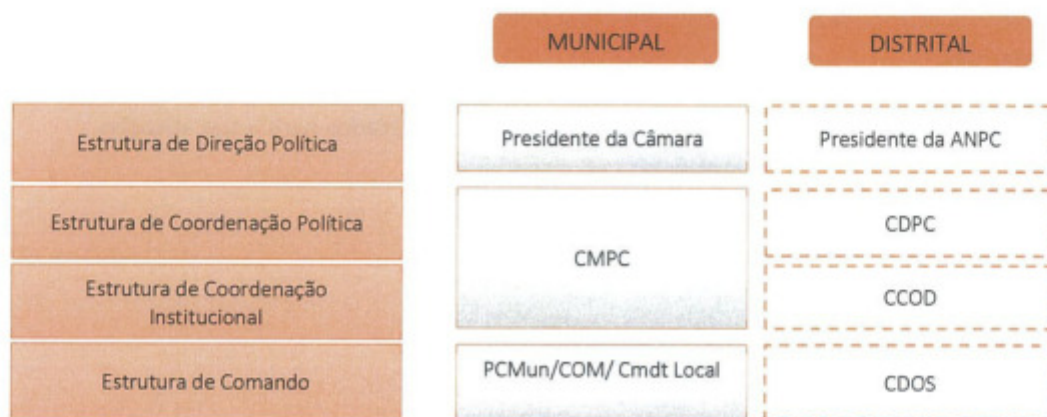 MUNICIPAL
DISTRITAL
Estrutura de Direção Política
Presidente da Câmara
Presidente da ANPC
Estrutura de Coordenação Política
CMPC
CDPC
Estrutura de Coordenação
Institucional
CCOD
Estrutura de Comando
PCMun/COM/ Cmdt Local
CDOS